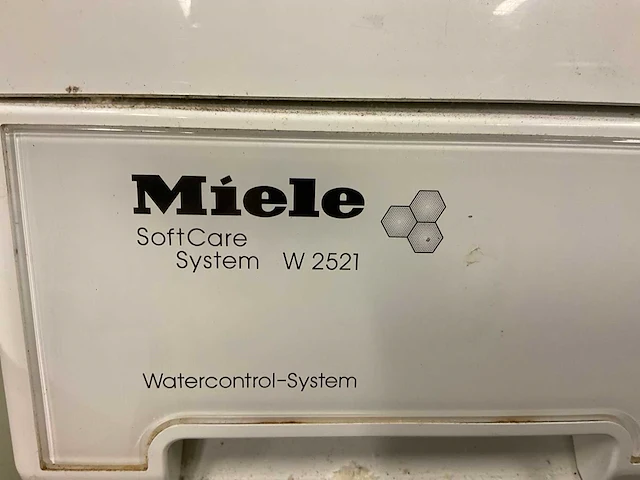 Miele
SoftCare
System W 2521
Watercontrol-System